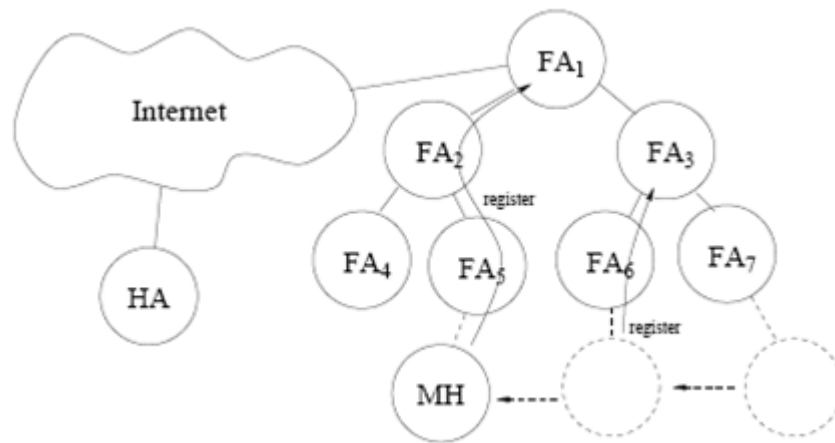 FA₁
Internet
FA₂
FA₃
register
FA₄
FA₅
FA₆
FA₇
HA
register
MH